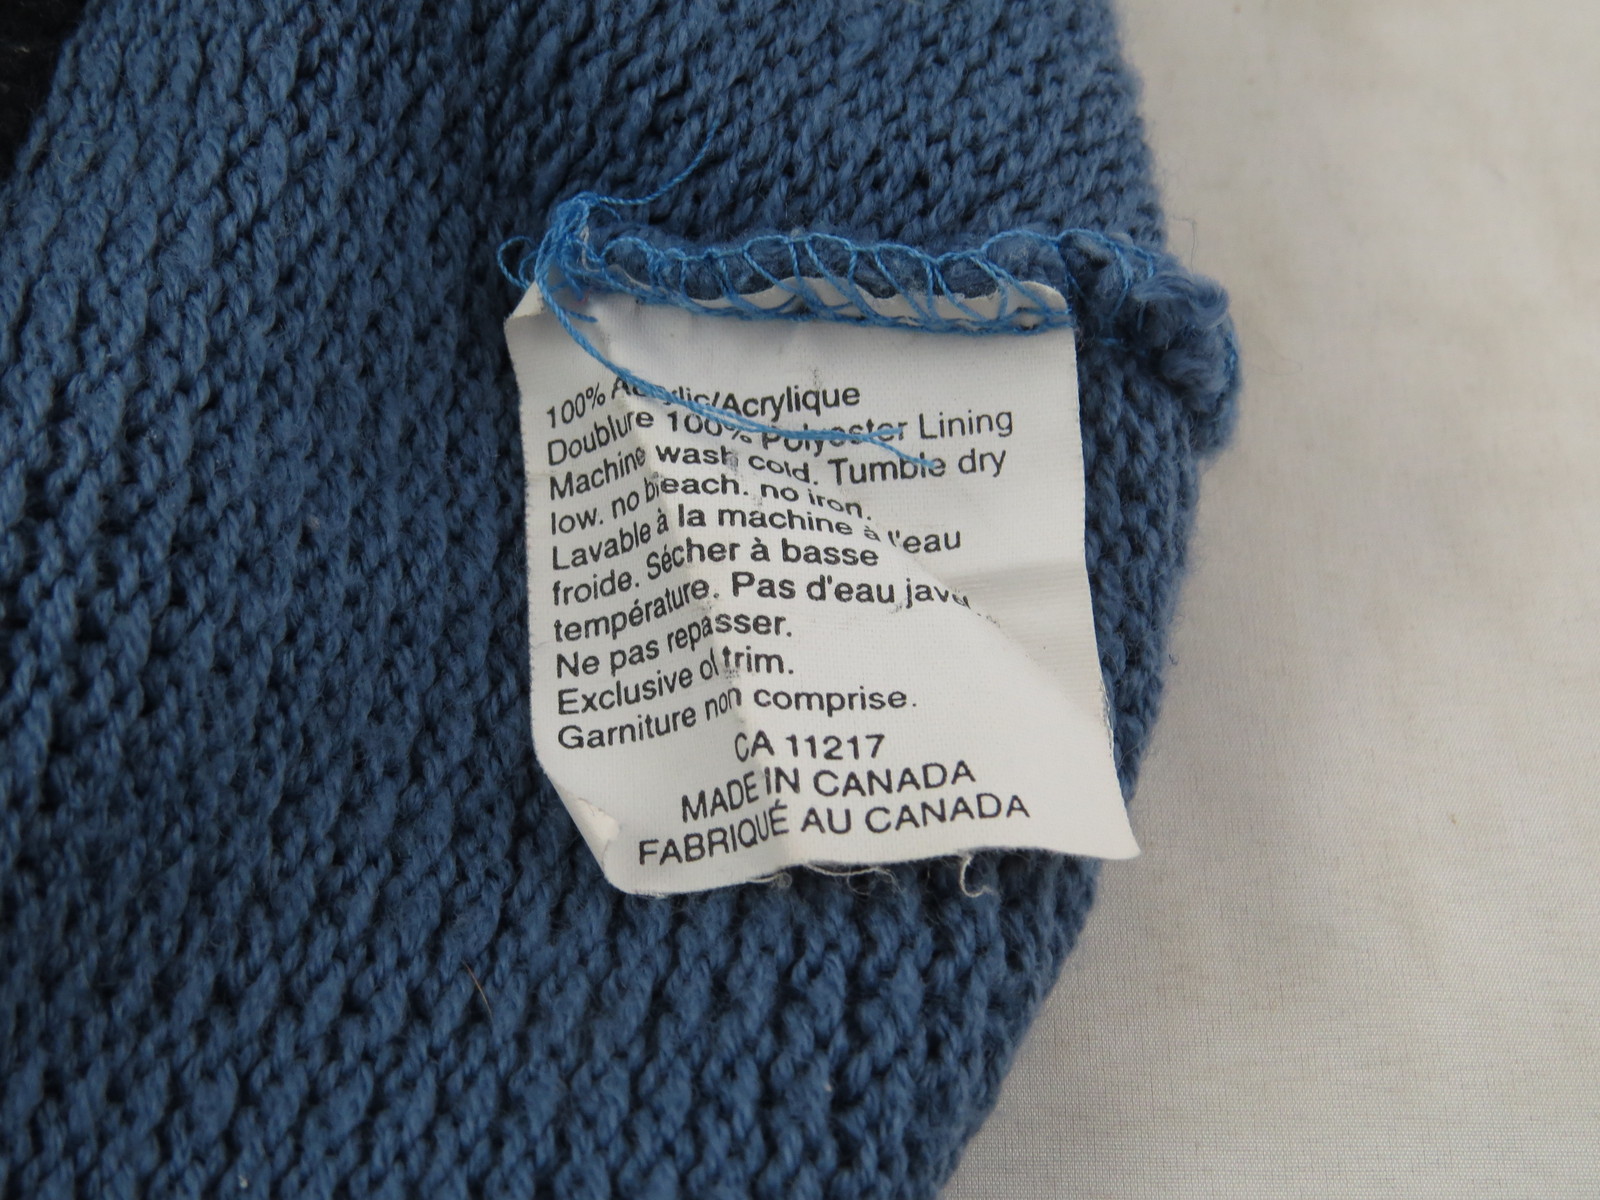 100% Acrylic/Acrylique
Doublure 100% Polyester Lining
Machine wash cold. Tumble dry
low. no bleach. no iron.
Lavable à la machine à l'eau
froide. Sécher à basse
température. Pas d'eau
Ne pas repasser.
Exclusive of trim.
Garniture non comprise.
CA 11217
MADE IN CANADA
FABRIQUÉ AU CANADA